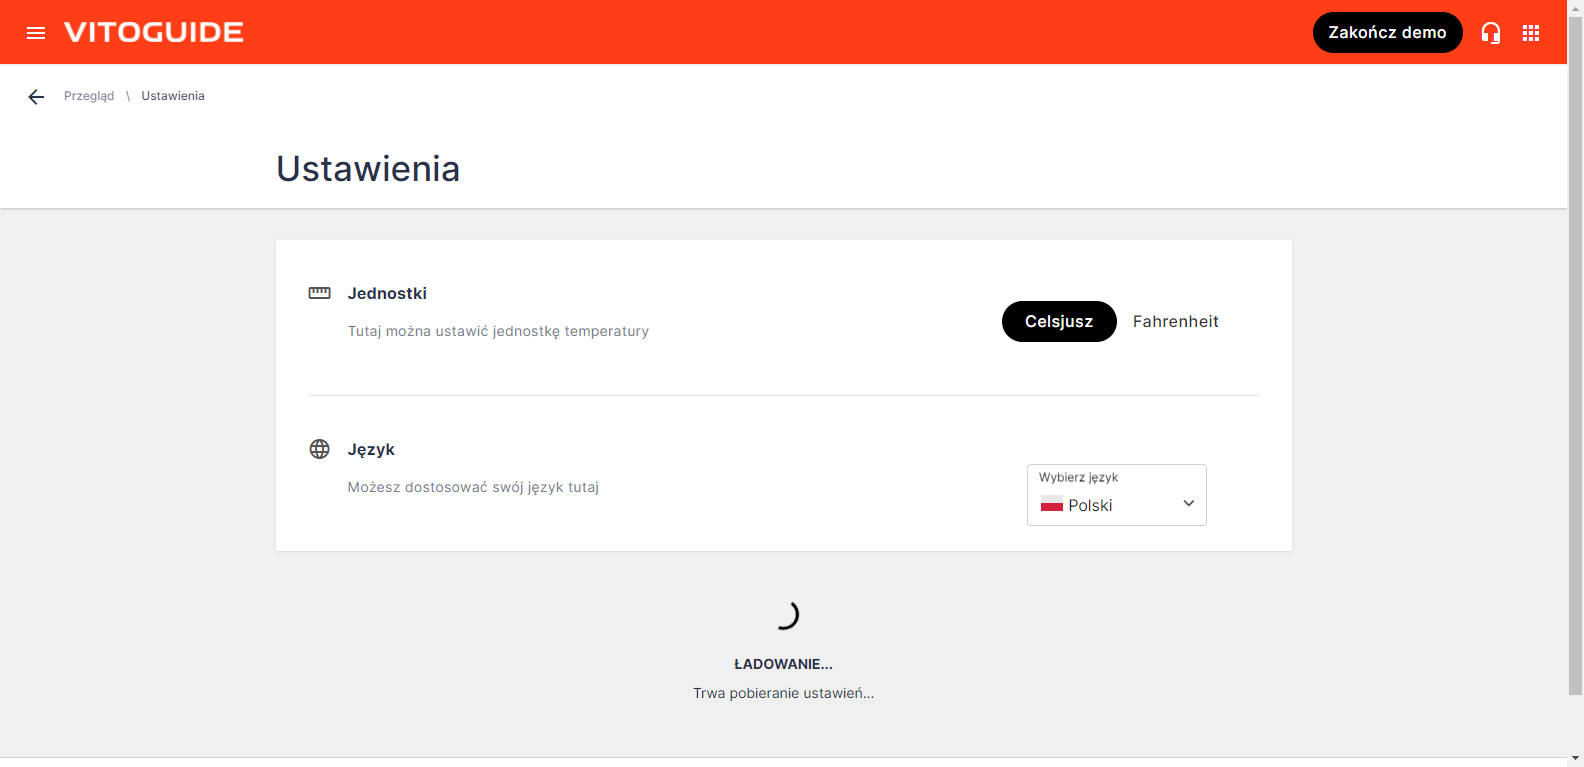 VITOGUIDE
Zakończ demo
Przegląd \ Ustawienia
Ustawienia
Jednostki
Tutaj można ustawić jednostkę temperatury
Celsjusz
Fahrenheit
Język
Możesz dostosować swój język tutaj
Wybierz język
Polski
ŁADOWANIE...
Trwa pobieranie ustawień...